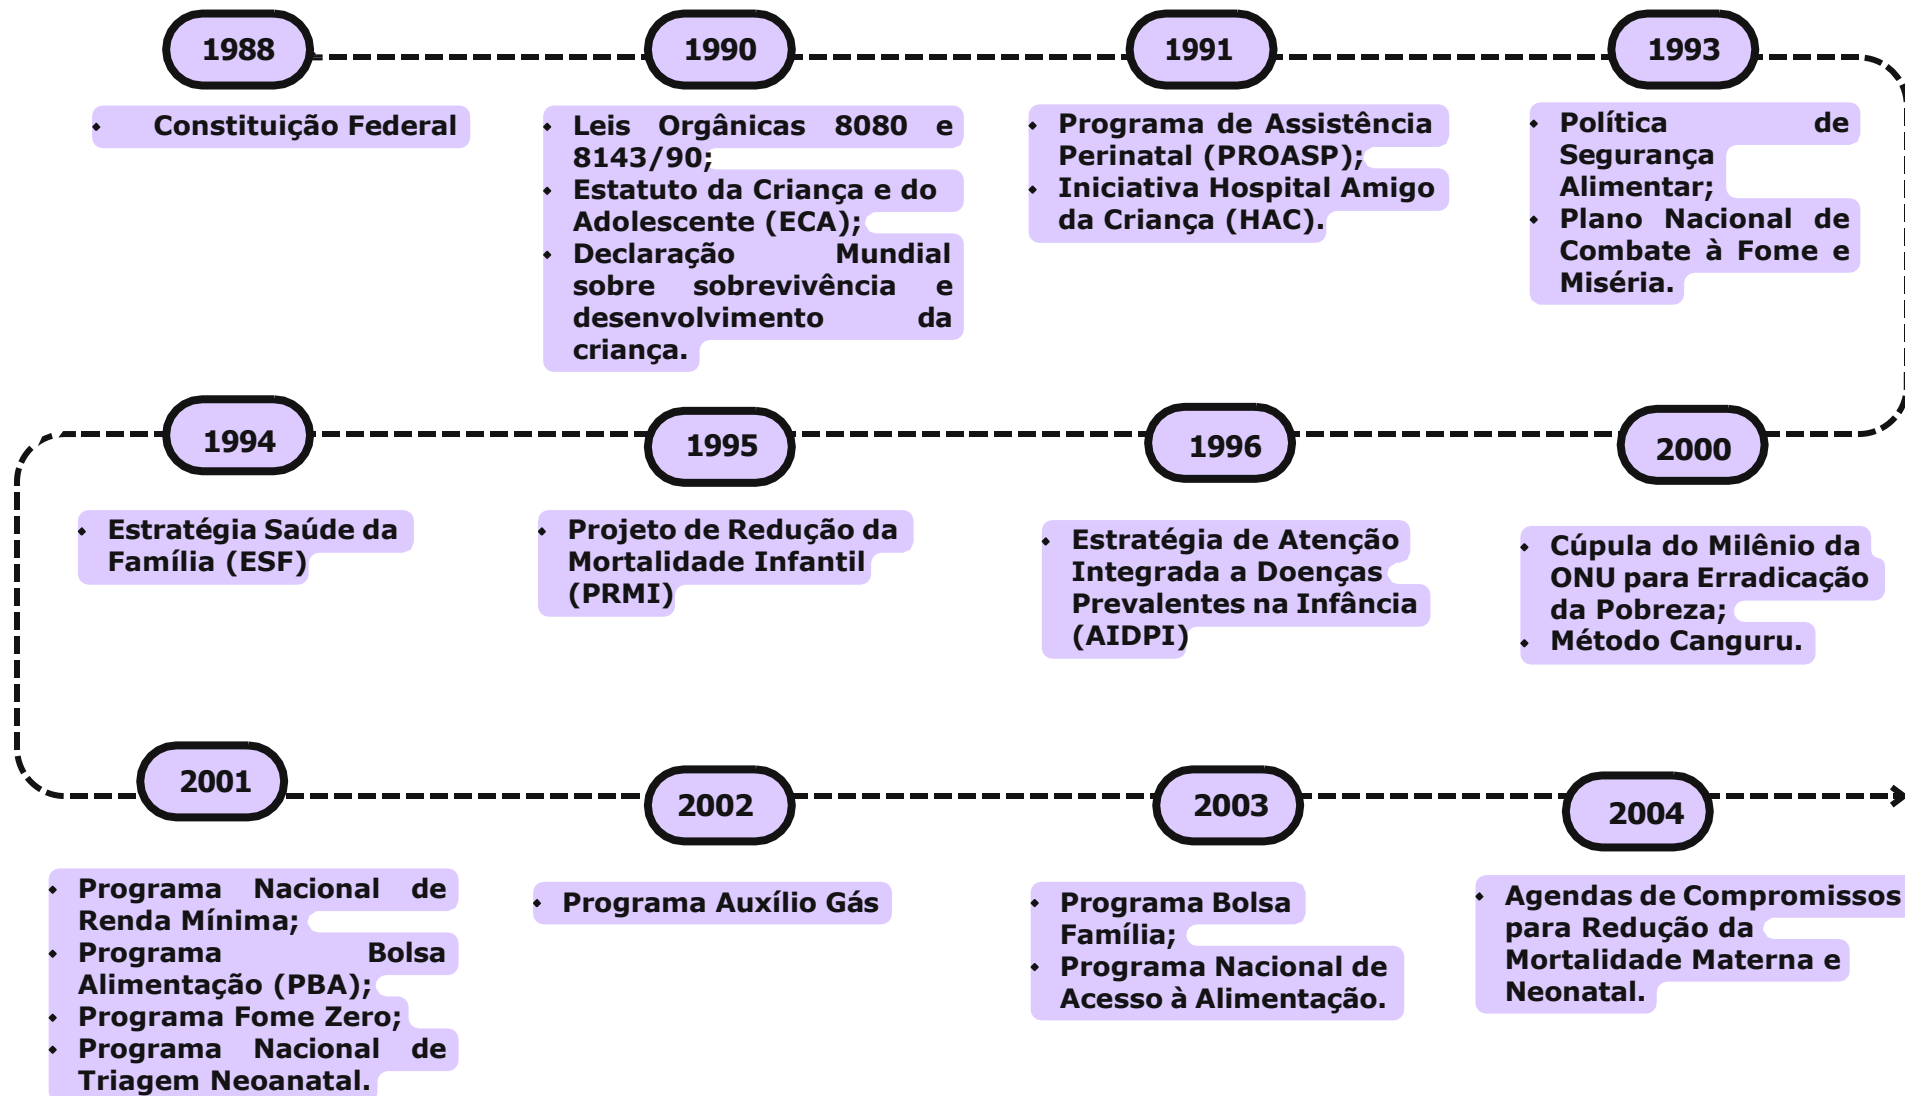 1988
Constituição Federal
1990
Leis Orgânicas 8080 e
8143/90;
Estatuto da Criança e do
Adolescente (ECA);
Declaração Mundial
sobre sobrevivência e
desenvolvimento da
criança.
1991
Programa de Assistência
Perinatal (PROASP);
Iniciativa Hospital Amigo
da Criança (HAC).
1993
Política de
Segurança
Alimentar;
Plano Nacional de
Combate à Fome e
Miséria.
1994
Estratégia Saúde da
Família (ESF)
1995
Projeto de Redução da
Mortalidade Infantil
(PRMI)
1996
Estratégia de Atenção
Integrada a Doenças
Prevalentes na Infância
(AIDPI)
2000
Cúpula do Milênio da
ONU para Erradicação
da Pobreza;
Método Canguru.
2001
Programa Nacional de
Renda Mínima;
Programa Bolsa
Alimentação (PBA);
Programa Fome Zero;
Programa Nacional de
Triagem Neoanatal.
2002
Programa Auxílio Gás
2003
Programa Bolsa
Família;
Programa Nacional de
Acesso à Alimentação.
2004
Agendas de Compromissos
para Redução da
Mortalidade Materna e
Neonatal.